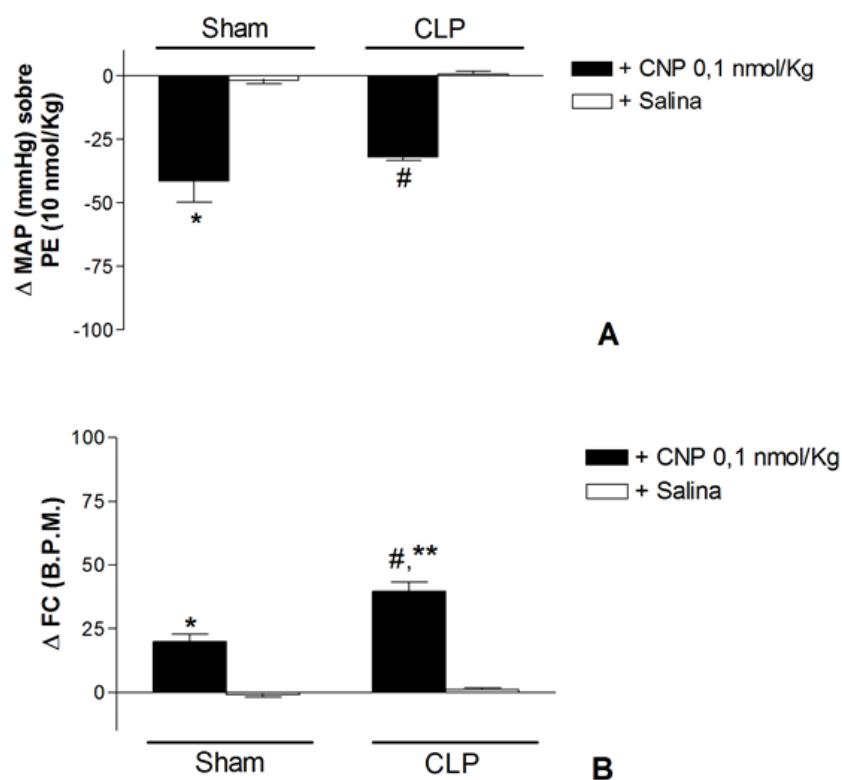 Sham CLP
Δ MAP (mmHg) sobre
PE (10 nmol/Kg)
0
-25
-50
-75
-100
*
#
+ CNP 0,1 nmol/Kg
+ Salina
A
Δ FC (B.P.M.)
100
75
50
25
0
*
#,**
+ CNP 0,1 nmol/Kg
+ Salina
Sham CLP
B